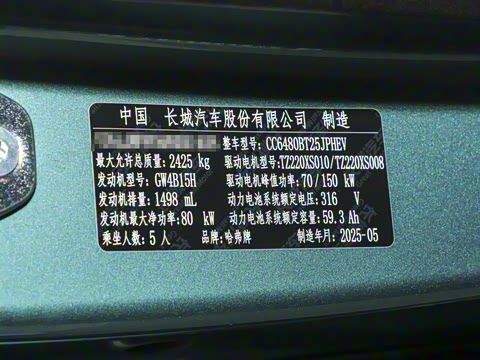 中国 长城汽车股份有限公司 制造
整车型号: CC6480BT25JPHEV
最大允许总质量: 2425 kg 驱动电机型号: TZ220XS010/TZ220XS008
发动机型号: GW4B15H 驱动电机峰值功率: 70/150 kW
发动机排量: 1498 mL 动力电池系统额定电压: 316 V
发动机最大净功率: 80 kW 动力电池系统额定容量: 59.3 Ah
乘坐人数: 5人 品牌: 哈弗牌 制造年月: 2025-05